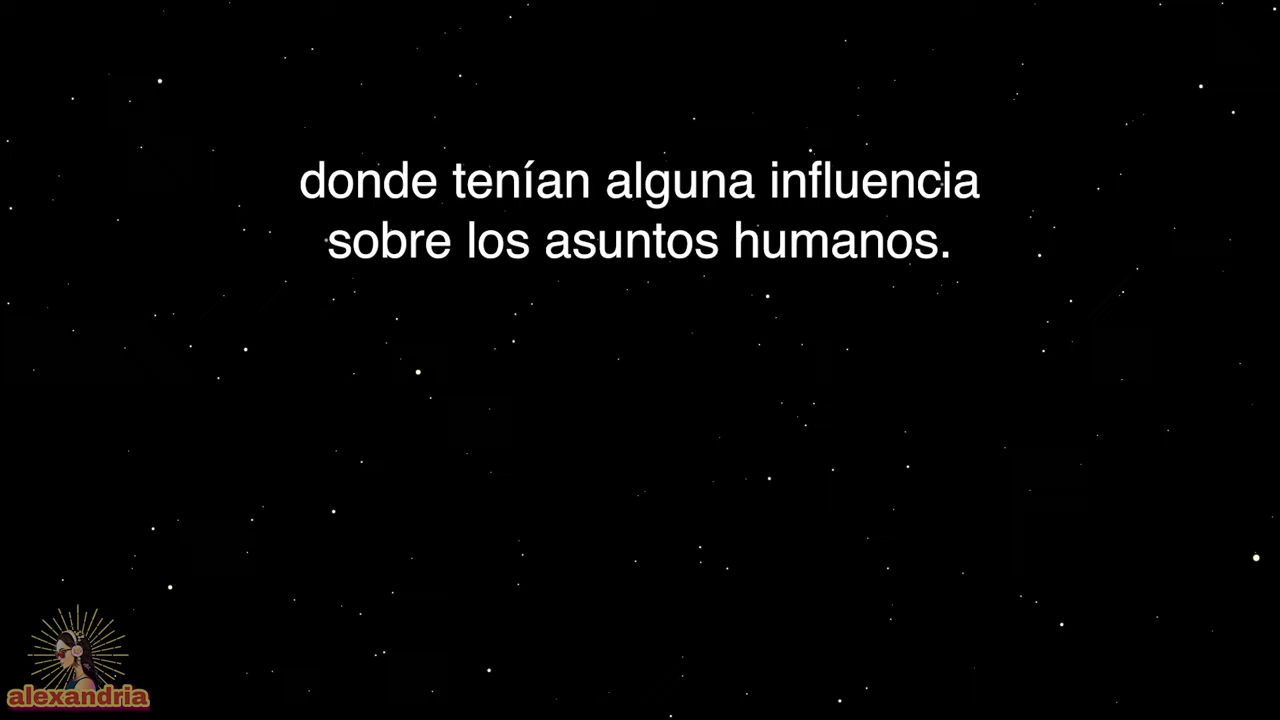 donde tenían alguna influencia
sobre los asuntos humanos.
alexandria